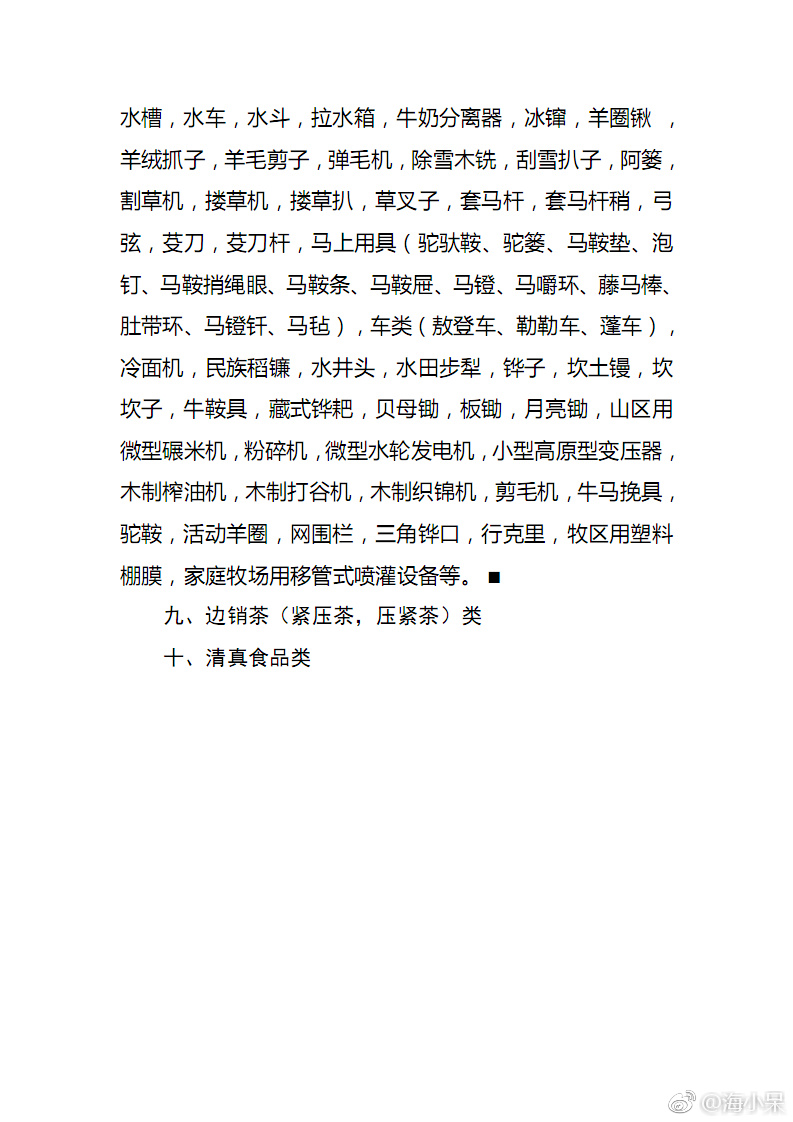 水槽，水车，水斗，拉水箱，牛奶分离器，冰镩，羊圈锹 ，
羊绒抓子，羊毛剪子，弹毛机，除雪木铣，刮雪扒子，阿篓，
割草机，搂草机，搂草扒，草叉子，套马杆，套马杆稍，弓
弦，芟刀，芟刀杆，马上用具（驼驮鞍、驼篓、马鞍垫、泡
钉、马鞍捎绳眼、马鞍条、马鞍屉、马镫、马嚼环、藤马棒、
肚带环、马镫钎、马毡），车类（敖登车、勒勒车、蓬车），
冷面机，民族稻镰，水井头，水田步犁，铧子，坎土镘，坎
坎子，牛鞍具，藏式铧耙，贝母锄，板锄，月亮锄，山区用
微型碾米机，粉碎机，微型水轮发电机，小型高原型变压器，
木制榨油机，木制打谷机，木制织锦机，剪毛机，牛马挽具，
驼鞍，活动羊圈，网围栏，三角铧口，行克里，牧区用塑料
棚膜，家庭牧场用移管式喷灌设备等。 ■
九、边销茶（紧压茶，压紧茶）类
十、清真食品类
@海小呆